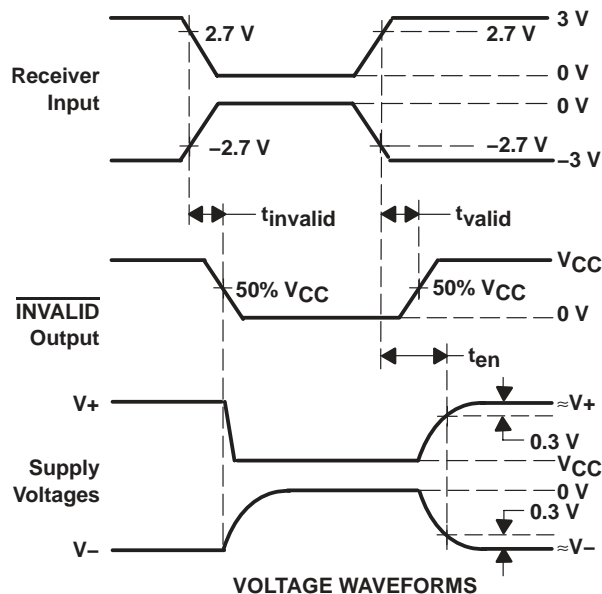 3 V
2.7 V
2.7 V
Receiver
Input
0 V
0 V
–2.7 V
–2.7 V
–3 V
tinvalid
tvalid
VCC
50% VCC
50% VCC
INVALID
Output
0 V
ten
V+
≈V+
0.3 V
Supply
Voltages
VCC
0 V
0.3 V
V–
≈V–
VOLTAGE WAVEFORMS